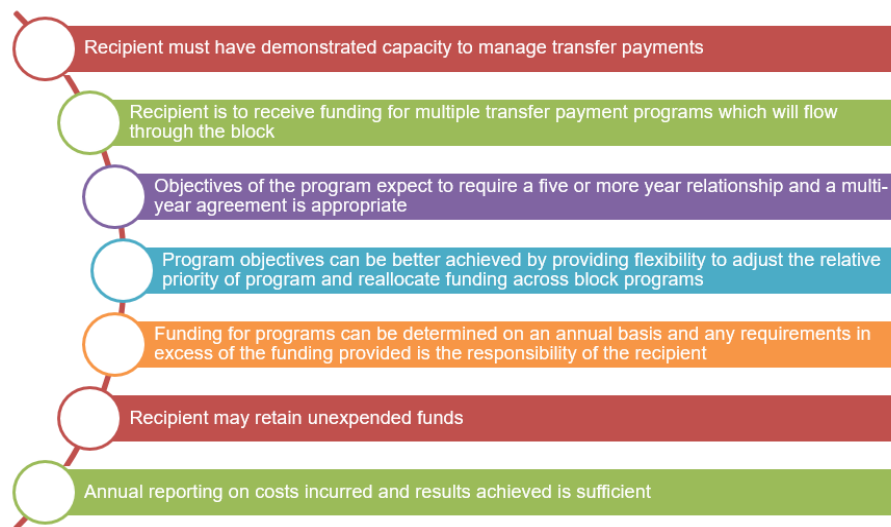 Recipient must have demonstrated capacity to manage transfer payments
Recipient is to receive funding for multiple transfer payment programs which will flow
through the block
Objectives of the program expect to require a five or more year relationship and a multi-
year agreement is appropriate
Program objectives can be better achieved by providing flexibility to adjust the relative
priority of program and reallocate funding across block programs
Funding for programs can be determined on an annual basis and any requirements in
excess of the funding provided is the responsibility of the recipient
Recipient may retain unexpended funds
Annual reporting on costs incurred and results achieved is sufficient